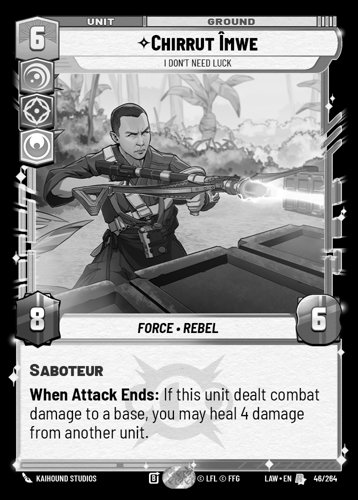 UNIT
GROUND
6
✧CHIRRUT ÎMWE
I DON'T NEED LUCK
8
FORCE • REBEL
6
SABOTEUR
When Attack Ends: If this unit dealt combat
damage to a base, you may heal 4 damage
from another unit.
KAIHOUND STUDIOS
© LFL © FFG
LAW • EN
46/264